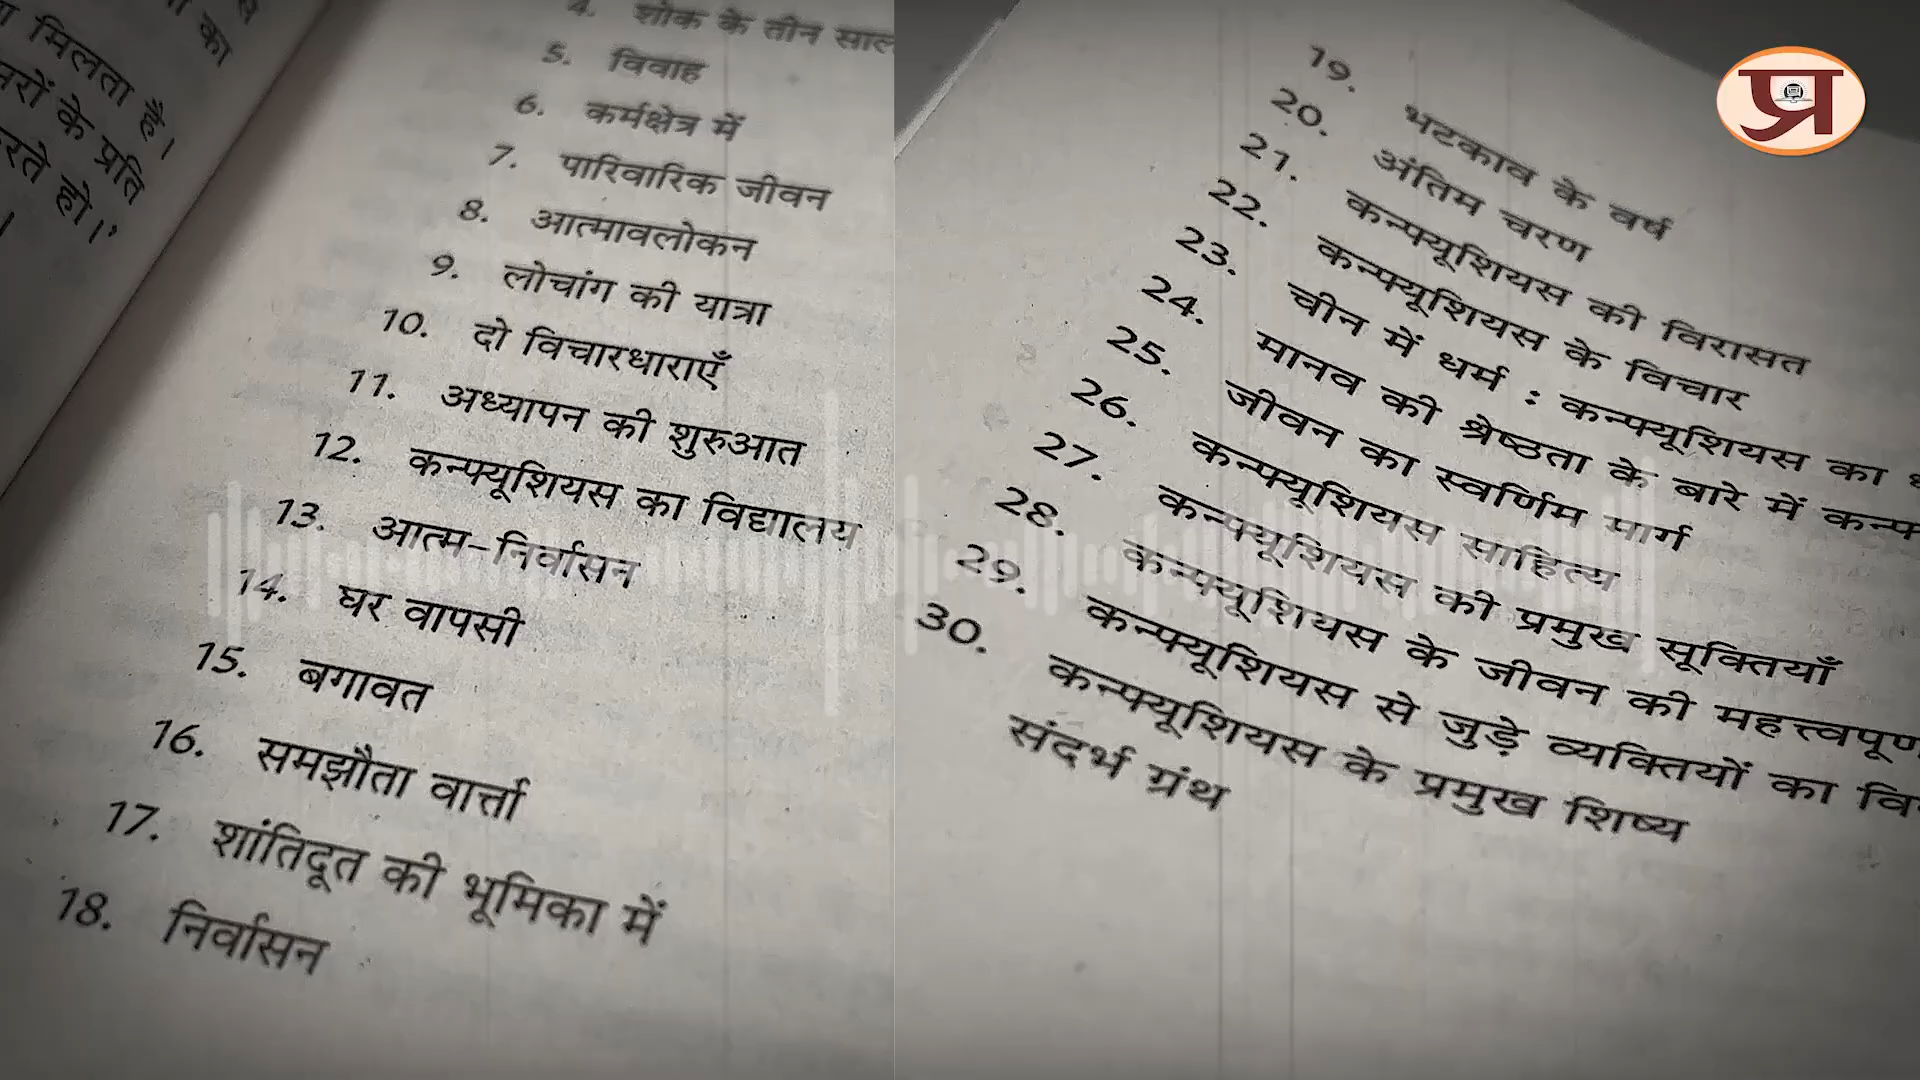 का
मिलता है।
के प्रति
हो।'
4. शोक के तीन साल
5. विवाह
6. कर्मक्षेत्र में
7. पारिवारिक जीवन
8. आत्मावलोकन
9. लोचांग की यात्रा
10. दो विचारधाराएँ
11. अध्यापन की शुरुआत
12. कन्फ्यूशियस का विद्यालय
13. आत्म-निर्वासन
14. घर वापसी
15. बगावत
16. समझौता वार्त्ता
17. शांतिदूत की भूमिका में
18. निर्वासन
19. भटकाव के वर्ष
20. अंतिम चरण
21. कन्फ्यूशियस की विरासत
22. कन्फ्यूशियस के विचार
23. चीन में धर्म : कन्फ्यूशियस का
24. मानव की श्रेष्ठता के बारे में
25. जीवन का स्वर्णिम मार्ग
26. कन्फ्यूशियस साहित्य
27. कन्फ्यूशियस की प्रमुख सूक्तियाँ
28. कन्फ्यूशियस के जीवन की महत्त्वपूर्ण
29. कन्फ्यूशियस से जुड़े व्यक्तियों का
30. कन्फ्यूशियस के प्रमुख शिष्य
संदर्भ ग्रंथ
प्र